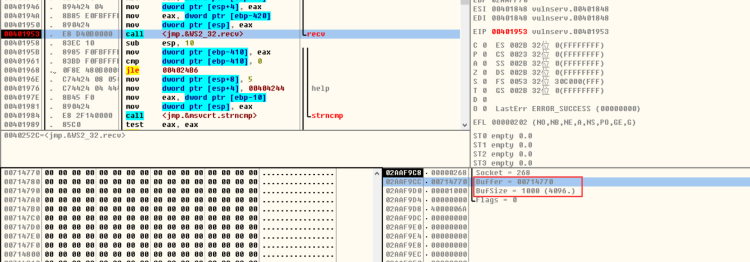 00401946 . 894424 04 mov dword ptr [esp+4], eax
. 8B85 E0FBFFFF mov eax, dword ptr [ebp-420]
. 890424 mov dword ptr [esp], eax
00401953 . E8 D40B0000 call <jmp.&WS2_32.recv> recv
00401958 . 83EC 10 sub esp, 10
. 8985 F0FBFFFF mov dword ptr [ebp-410], eax
. 83BD F0FBFFFF cmp dword ptr [ebp-410], 0
. 0F8E 480B0000 jle 004024B6
0040196E . C74424 08 05 mov dword ptr [esp+8], 5
00401976 . C74424 04 44 mov dword ptr [esp+4], 00404244 help
. 8B45 F0 mov eax, dword ptr [ebp-10]
00401981 . 890424 mov dword ptr [esp], eax
00401984 . E8 2F140000 call <jmp.&msvcrt.strncmp> strncmp
. 85C0 test eax, eax
0040252C=<jmp.&WS2_32.recv>
ESI 00401848 vulnserv.00401848
EDI 00401848 vulnserv.00401848
EIP 00401953 vulnserv.00401953
C 0 ES 002B 32位 0(FFFFFFFF)
P 0 CS 0023 32位 0(FFFFFFFF)
A 0 SS 002B 32位 0(FFFFFFFF)
Z 0 DS 002B 32位 0(FFFFFFFF)
S 0 FS 0053 32位
T 0 GS 002B 32位 0(FFFFFFFF)
D 0
O 0 LastErr ERROR_SUCCESS (00000000)
EFL 00000202 (NO,NB,NE,A,NS,PO,GE,G)
ST0 empty 0.0
ST1 empty 0.0
ST2 empty 0.0
ST3 empty 0.0
00714770 00 00 00 00 00 00 00 00 00 00 00 00 00 00 00 00 ................
00714780 00 00 00 00 00 00 00 00 00 00 00 00 00 00 00 00 ................
00714790 00 00 00 00 00 00 00 00 00 00 00 00 00 00 00 00 ................
007147A0 00 00 00 00 00 00 00 00 00 00 00 00 00 00 00 00 ................
007147B0 00 00 00 00 00 00 00 00 00 00 00 00 00 00 00 00 ................
007147C0 00 00 00 00 00 00 00 00 00 00 00 00 00 00 00 00 ................
007147D0 00 00 00 00 00 00 00 00 00 00 00 00 00 00 00 00 ................
007147E0 00 00 00 00 00 00 00 00 00 00 00 00 00 00 00 00 ................
007147F0 00 00 00 00 00 00 00 00 00 00 00 00 00 00 00 00 ................
00714800 00 00 00 00 00 00 00 00 00 00 00 00 00 00 00 00 ................
02AAF9C8 00000268 Socket = 268
02AAF9CC 00714770 Buffer = 00714770
02AAF9D0 00001000 BufSize = 1000 (4096.)
02AAF9D4 00000000 Flags = 0
02AAF9D8 4000006A
02AAF9DC 00000000
02AAF9E0 00000000
02AAF9E4 00000000
02AAF9E8 00000000
02AAF9EC 00000000